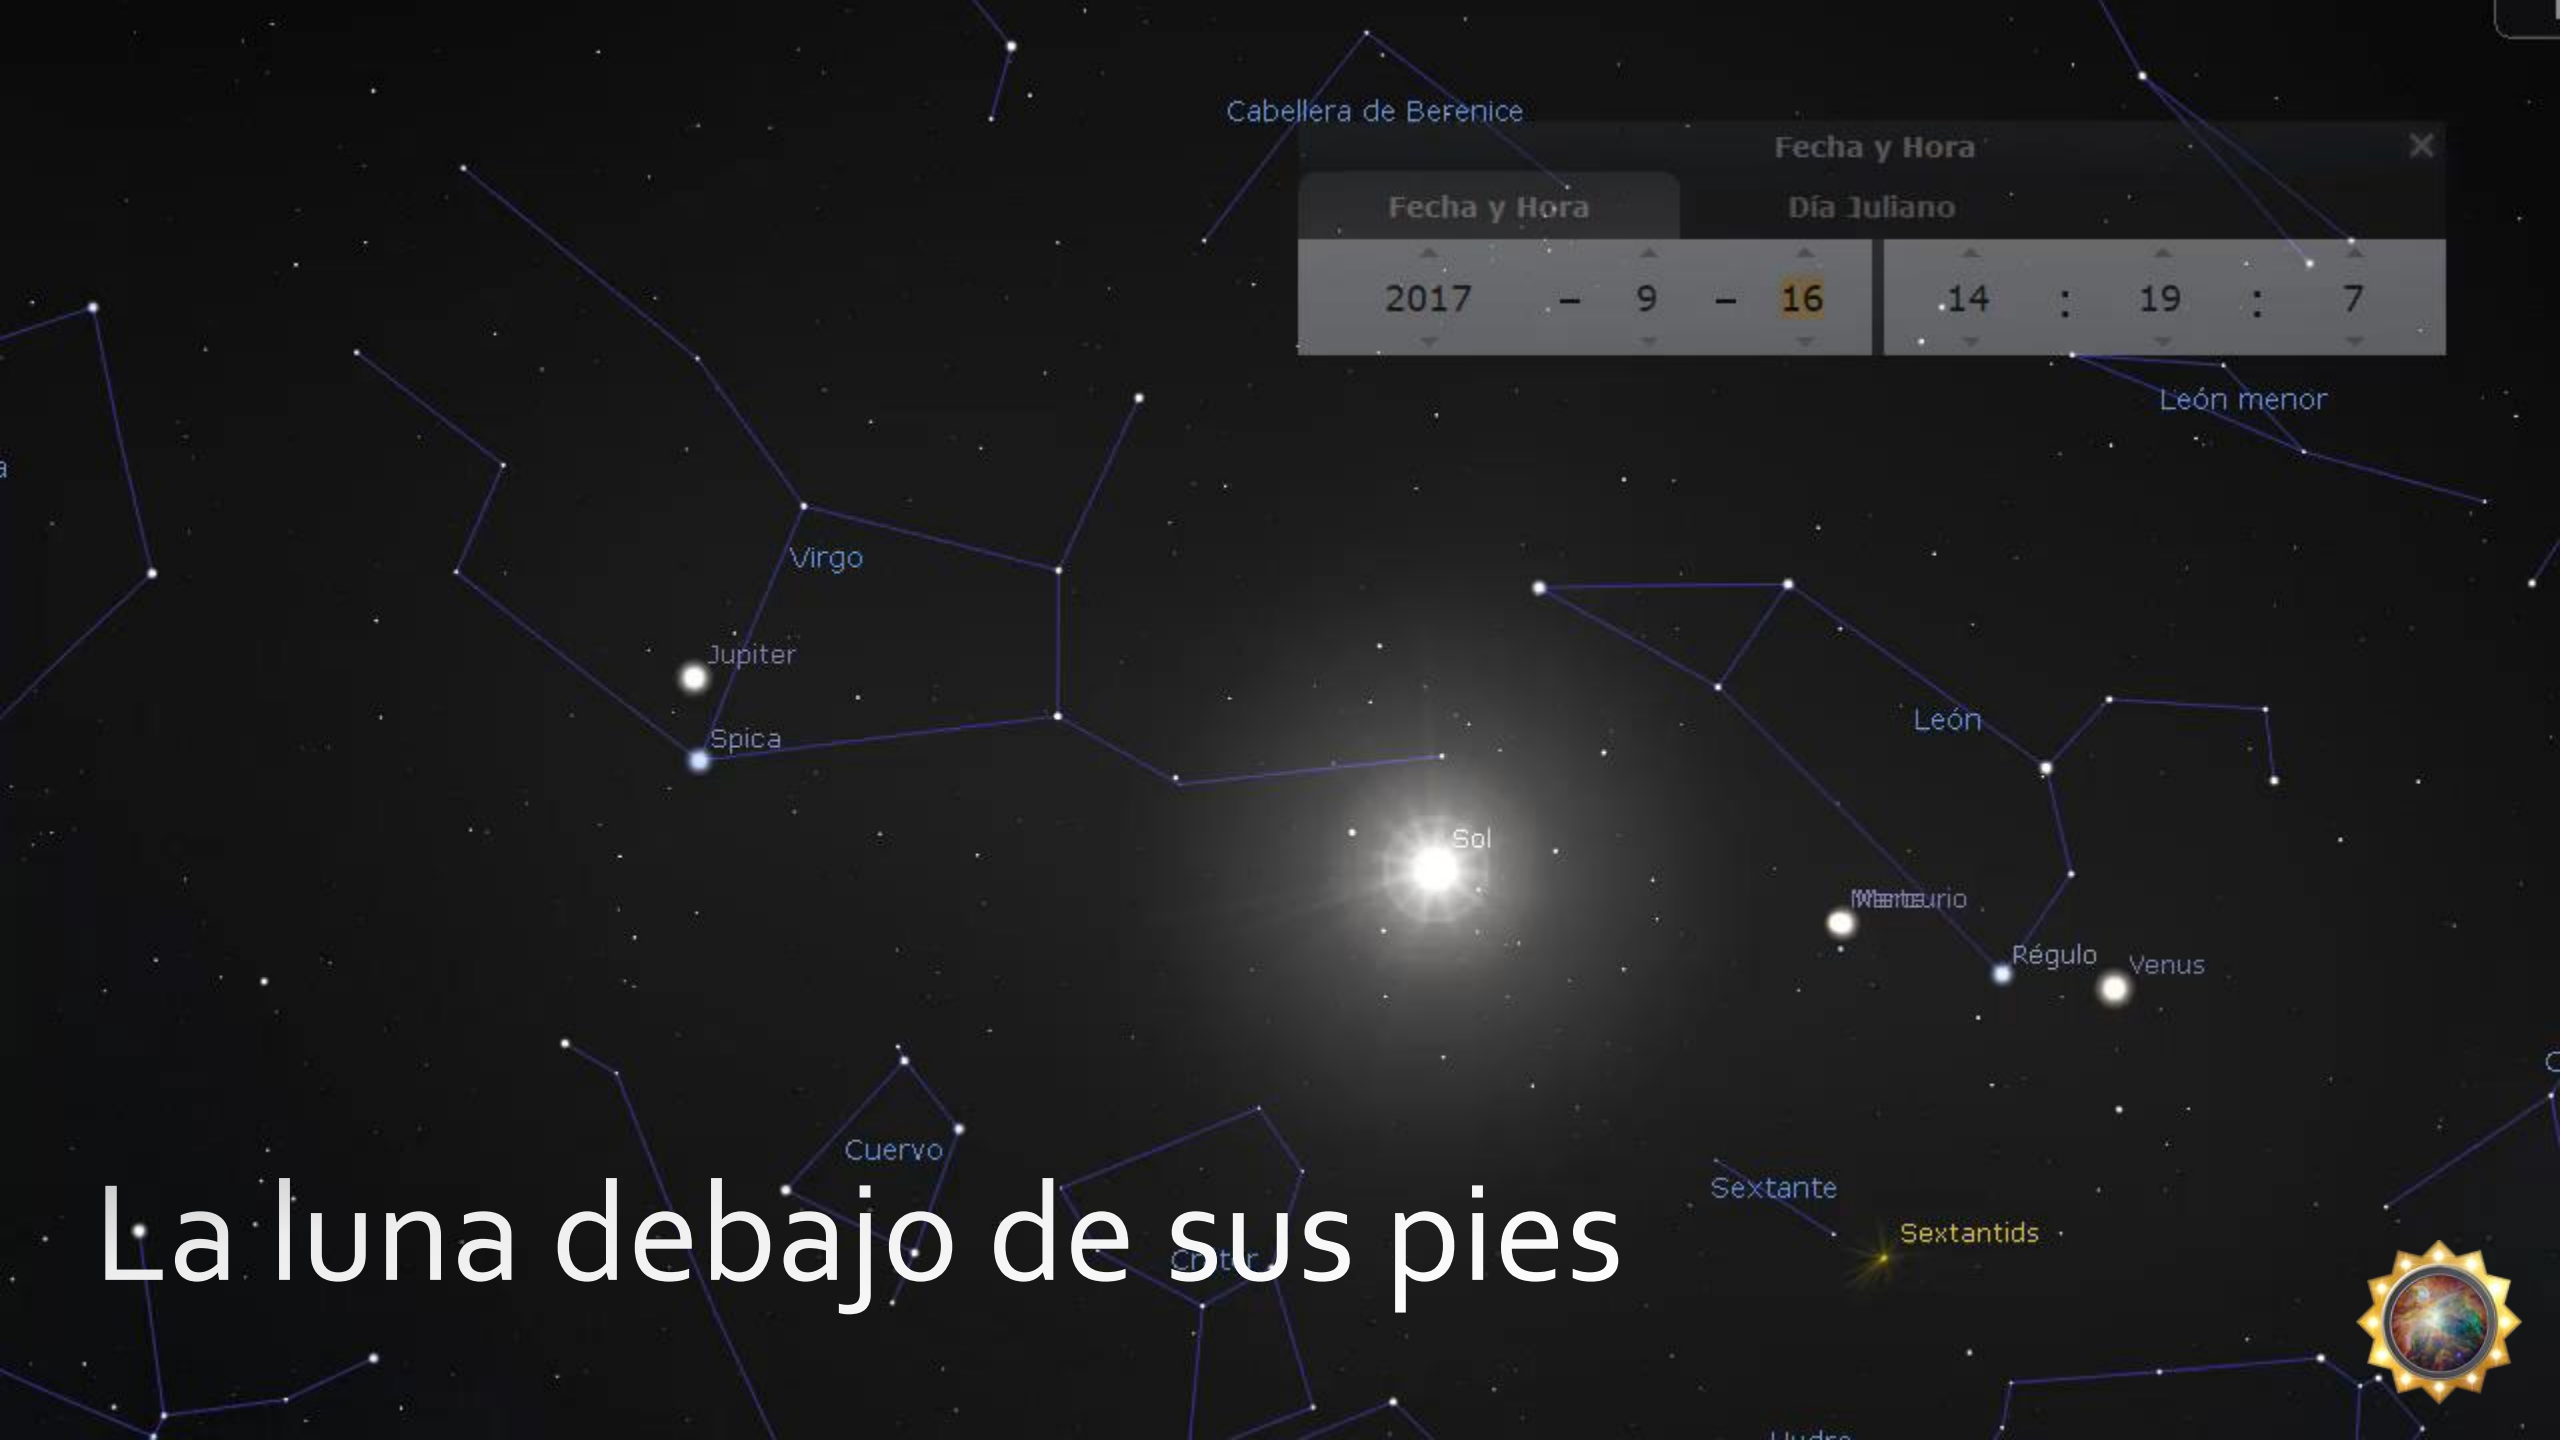 Cabellera de Berenice
Fecha y Hora
Fecha y Hora
Día Juliano
2017 - 9 - 16
14 : 19 : 7
León menor
a
Virgo
Jupiter
León
Spica
Sol
Régulo
Venus
Cuervo
Sextante
Sextantids
La luna debajo de sus pies